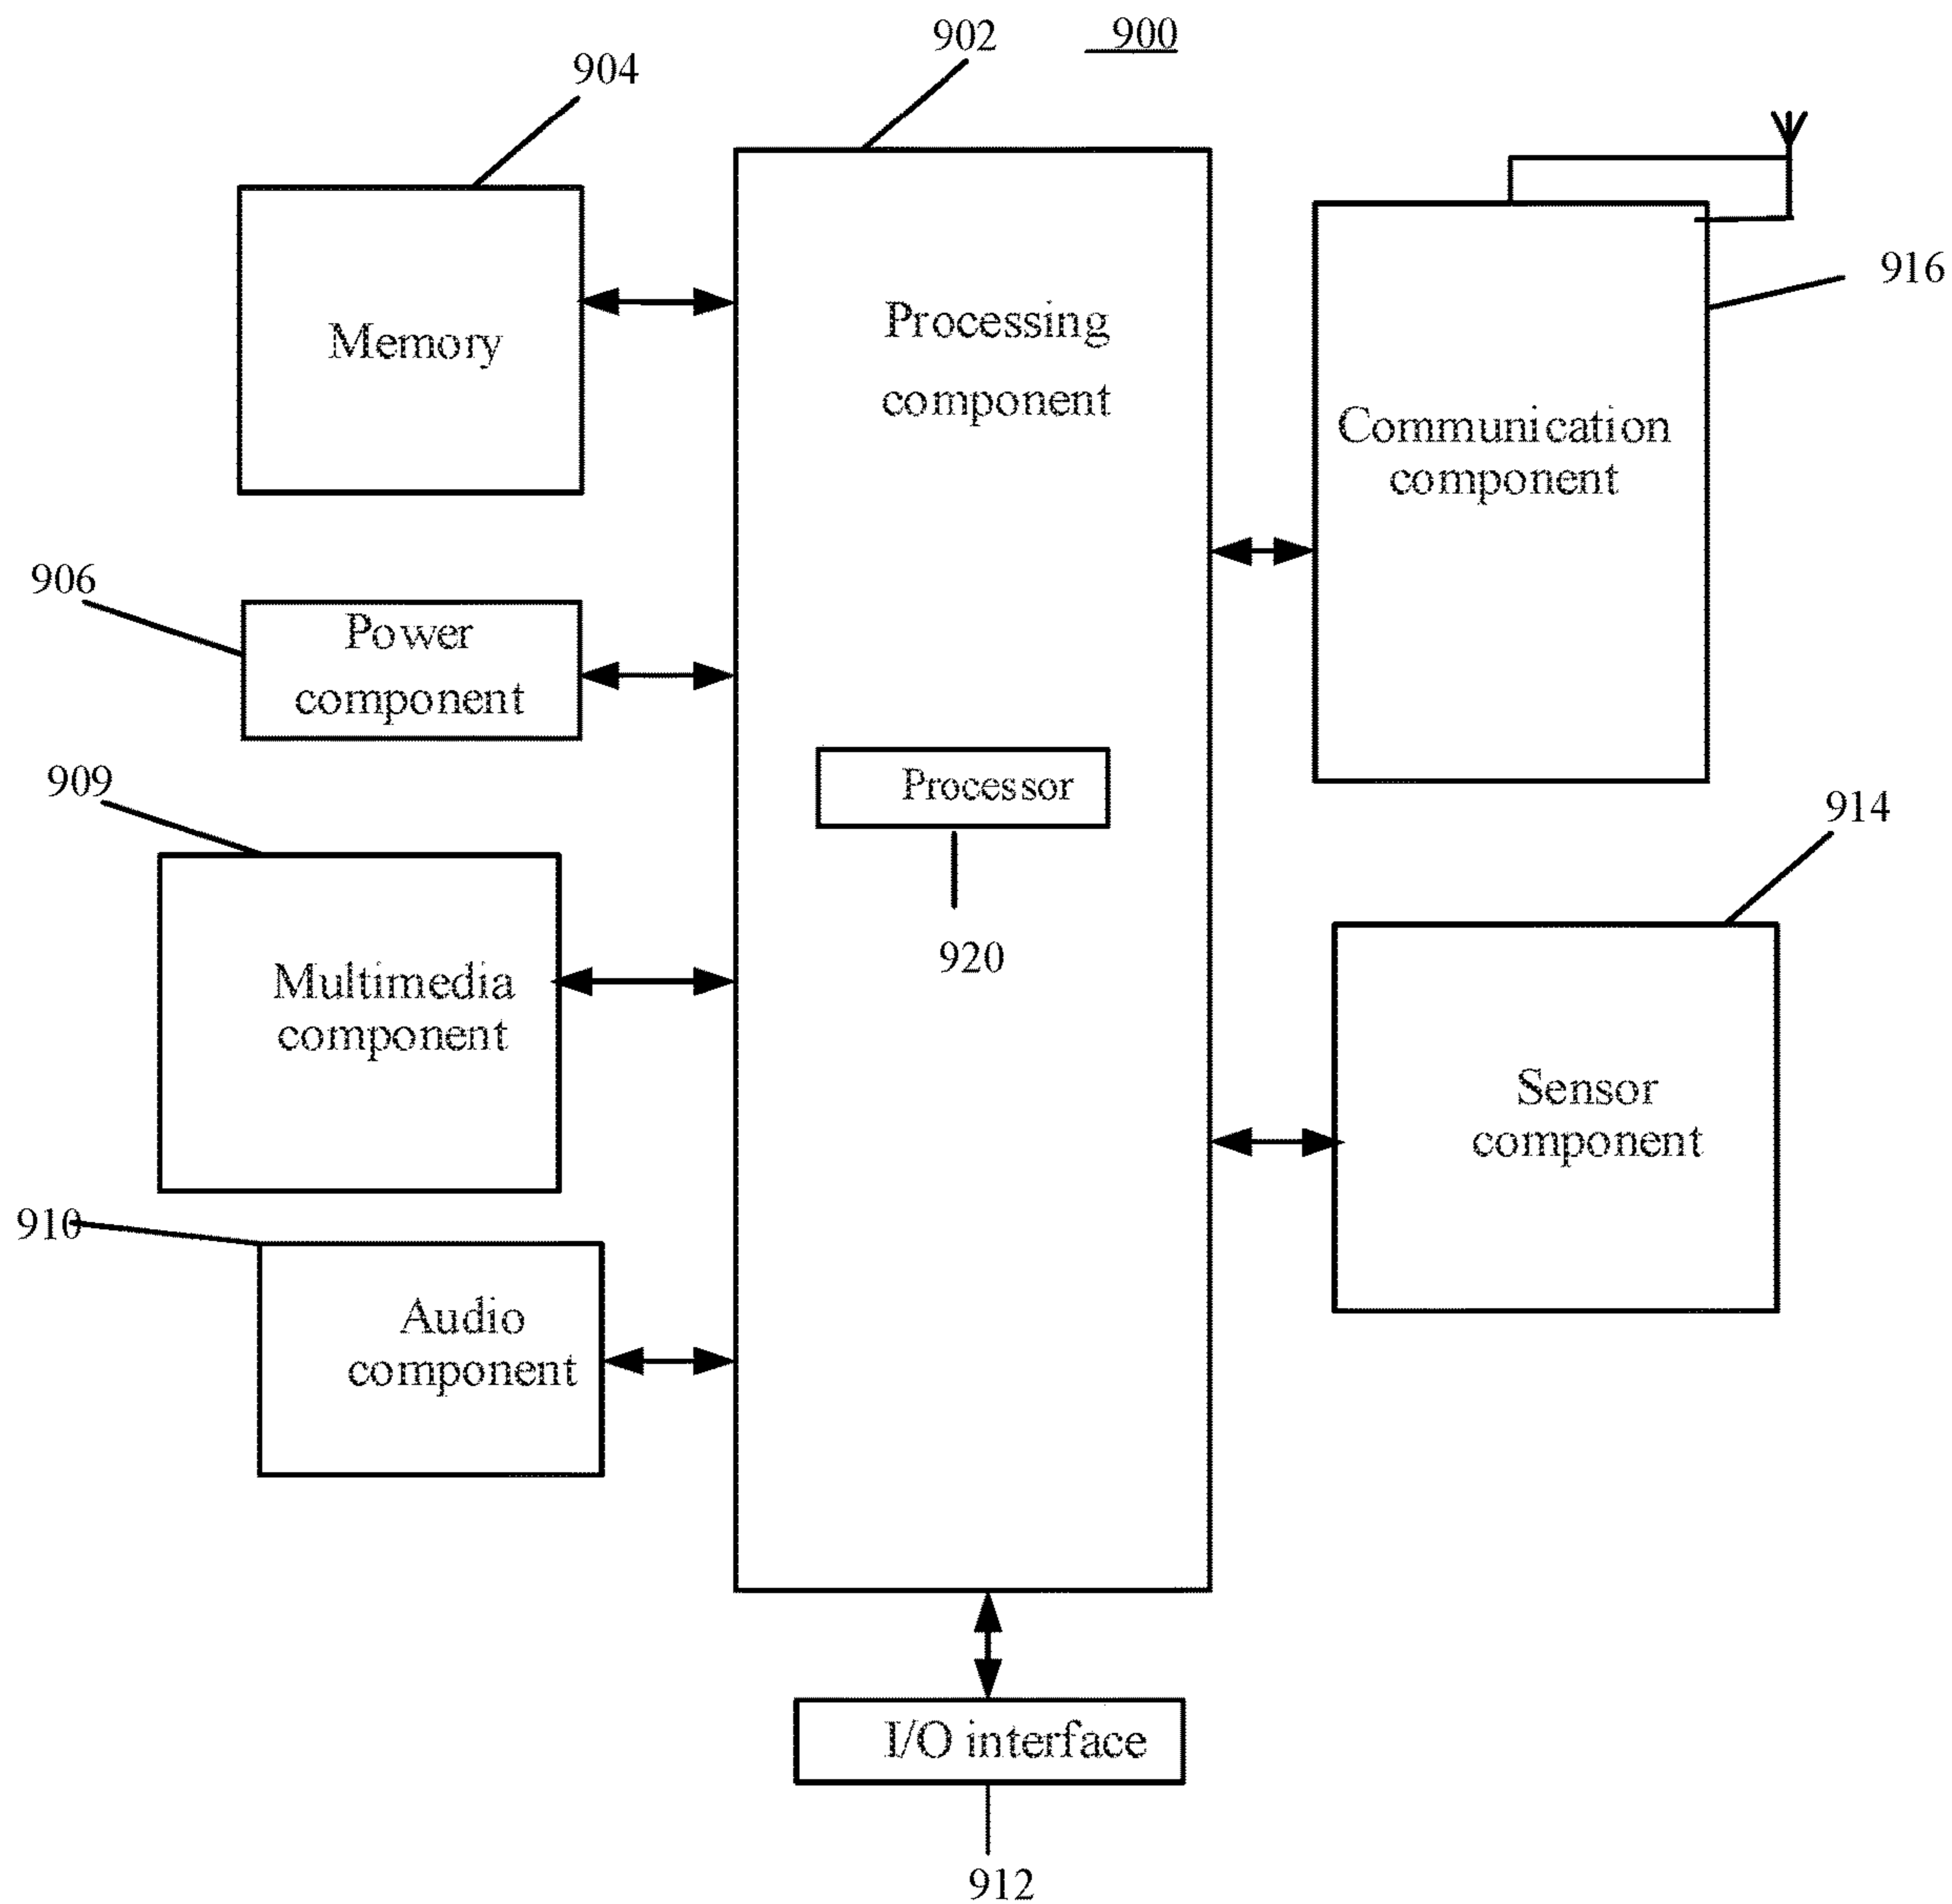 902
900
904
916
Memory
Processing
component
Communication
component
906
Power
component
909
Processor
914
920
Multimedia
component
Sensor
component
910
Audio
component
I/O interface
912